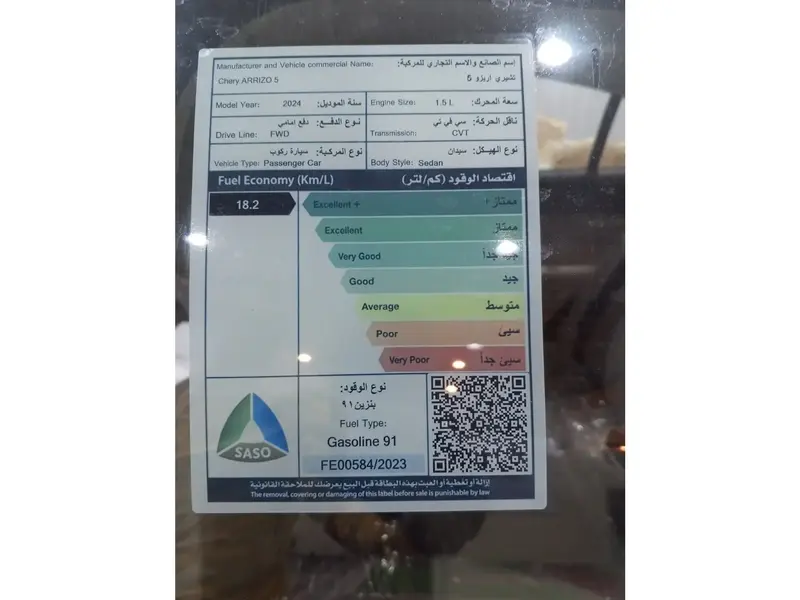 Manufacturer and Vehicle commercial Name: إسم الصانع والاسم التجاري للمركبة:
Chery ARRIZO 5 تشيري اريزو 5
Model Year: 2024 سنة الموديل:
Engine Size: 1.5 L سعة المحرك:
نوع الدفع: دفع امامي
Drive Line: FWD
ناقل الحركة: سي في تي
Transmission: CVT
نوع المركبة: سيارة ركوب
Vehicle Type: Passenger Car
نوع الهيكل: سيدان
Body Style: Sedan
Fuel Economy (Km/L) اقتصاد الوقود (كم/لتر)
18.2
Excellent + ممتاز +
Excellent ممتاز
Very Good جيد جداً
Good جيد
Average متوسط
Poor سيئ
Very Poor سيئ جداً
SASO
نوع الوقود:
بنزين ٩١
Fuel Type:
Gasoline 91
FE00584/2023
إزالة أو تغطية أو العبث بهذه البطاقة قبل البيع يعرضك للملاحقة القانونية
The removal, covering or damaging of this label before sale is punishable by law